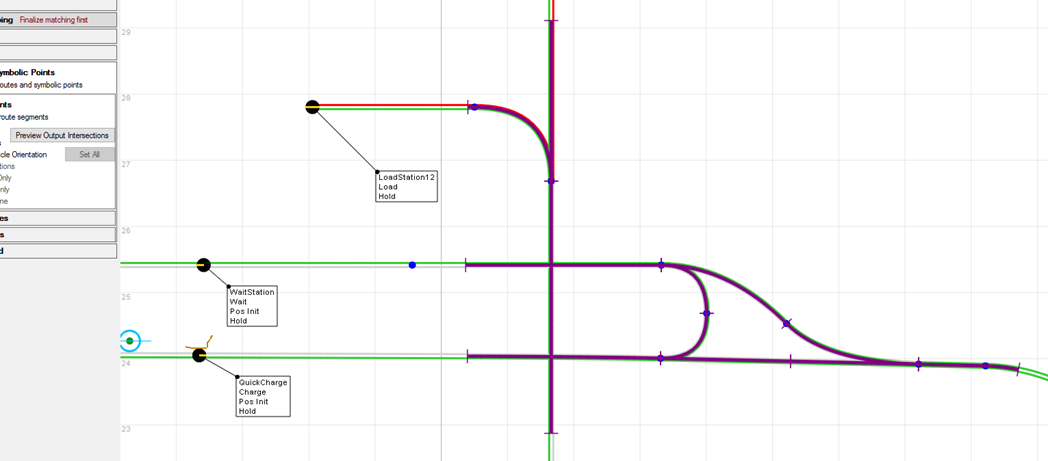 ping Finalize matching first
ymbolic Points
outes and symbolic points
nts
route segments
s
Preview Output Intersections
cle Orientation
Set All
tions
Only
nly
ne
es
s
d
29
28
27
26
25
24
23
LoadStation12
Load
Hold
WaitStation
Wait
Pos Init
Hold
QuickCharge
Charge
Pos Init
Hold